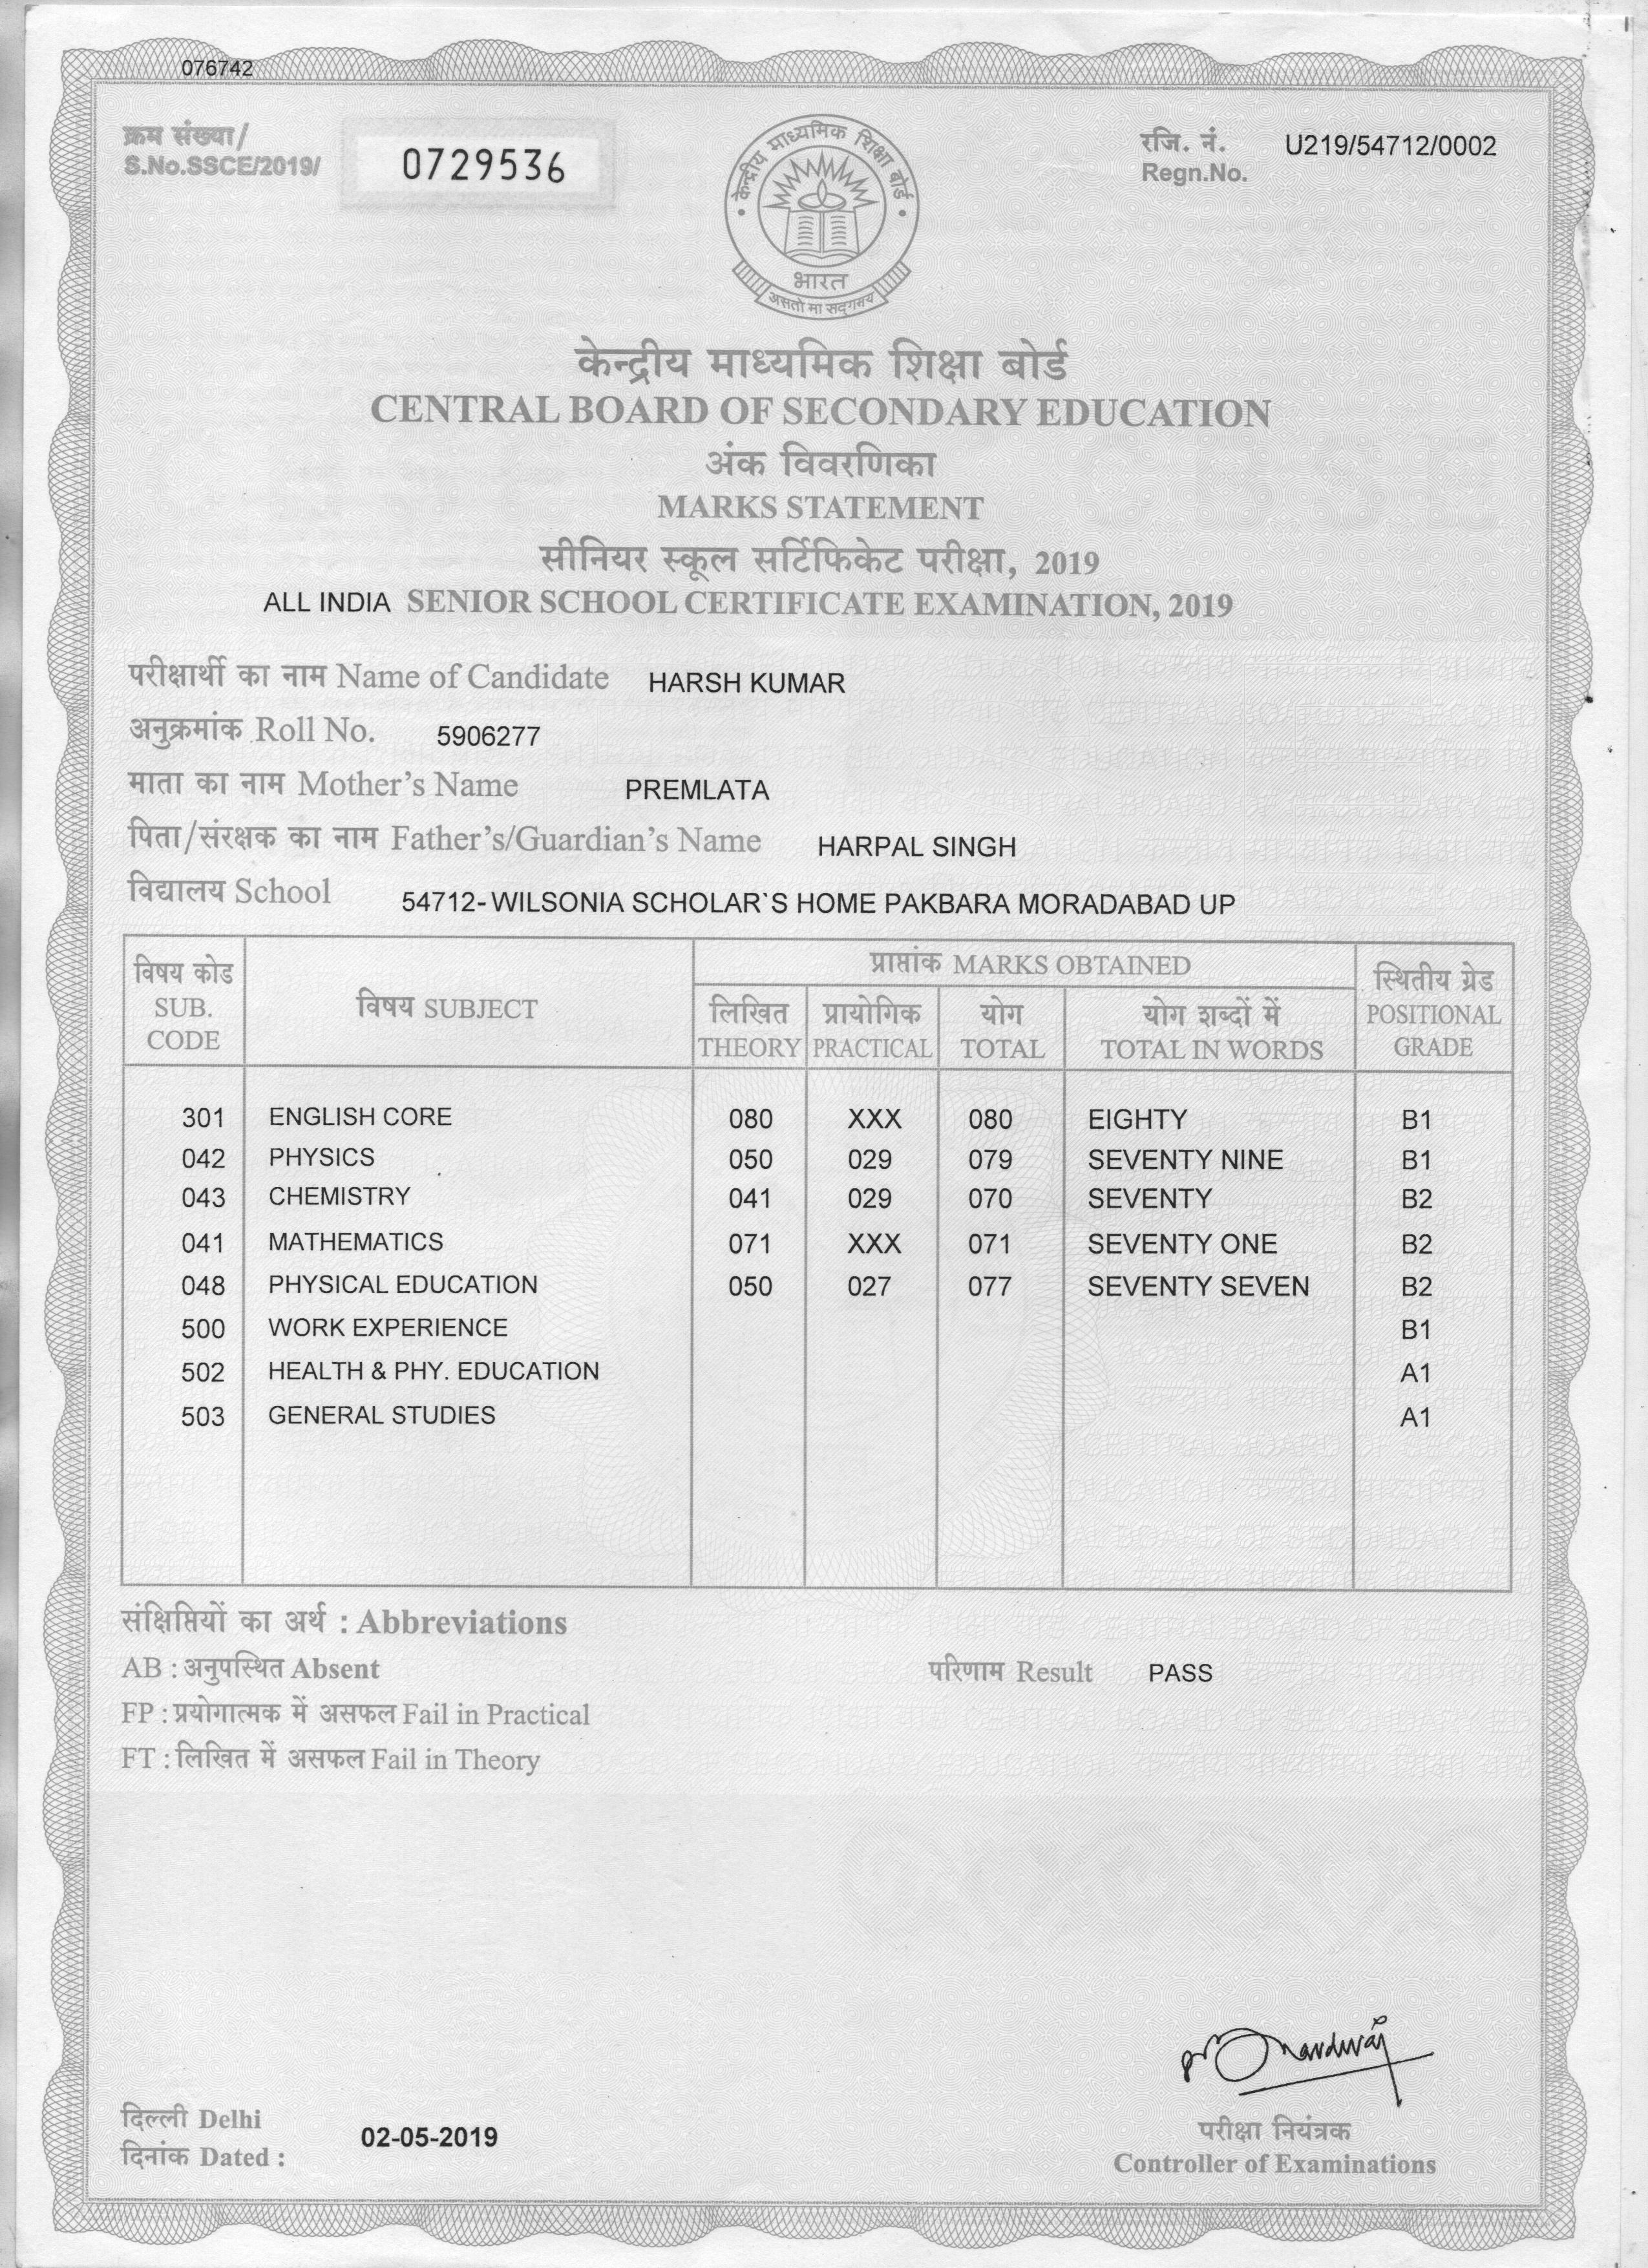 076742
क्रम संख्या/
S.No.SSCE/2019/ 0729536
रजि. नं.
Regn.No. U219/54712/0002
केन्द्रीय माध्यमिक शिक्षा बोर्ड
भारत
असतो मा सद्गमय
केन्द्रीय माध्यमिक शिक्षा बोर्ड
CENTRAL BOARD OF SECONDARY EDUCATION
अंक विवरणिका
MARKS STATEMENT
सीनियर स्कूल सर्टिफिकेट परीक्षा, 2019
ALL INDIA SENIOR SCHOOL CERTIFICATE EXAMINATION, 2019
परीक्षार्थी का नाम Name of Candidate HARSH KUMAR
अनुक्रमांक Roll No. 5906277
माता का नाम Mother's Name PREMLATA
पिता/संरक्षक का नाम Father's/Guardian's Name HARPAL SINGH
विद्यालय School 54712- WILSONIA SCHOLAR`S HOME PAKBARA MORADABAD UP
विषय कोड SUB. CODE विषय SUBJECT प्राप्तांक MARKS OBTAINED स्थितीय ग्रेड POSITIONAL GRADE
लिखित THEORY प्रायोगिक PRACTICAL योग TOTAL योग शब्दों में TOTAL IN WORDS
301 ENGLISH CORE 080 XXX 080 EIGHTY B1
042 PHYSICS 050 029 079 SEVENTY NINE B1
043 CHEMISTRY 041 029 070 SEVENTY B2
041 MATHEMATICS 071 XXX 071 SEVENTY ONE B2
048 PHYSICAL EDUCATION 050 027 077 SEVENTY SEVEN B2
500 WORK EXPERIENCE B1
502 HEALTH & PHY. EDUCATION A1
503 GENERAL STUDIES A1
संक्षिप्तियों का अर्थ : Abbreviations
AB : अनुपस्थित Absent
परिणाम Result PASS
FP : प्रयोगात्मक में असफल Fail in Practical
FT : लिखित में असफल Fail in Theory
दिल्ली Delhi
दिनांक Dated : 02-05-2019
परीक्षा नियंत्रक
Controller of Examinations